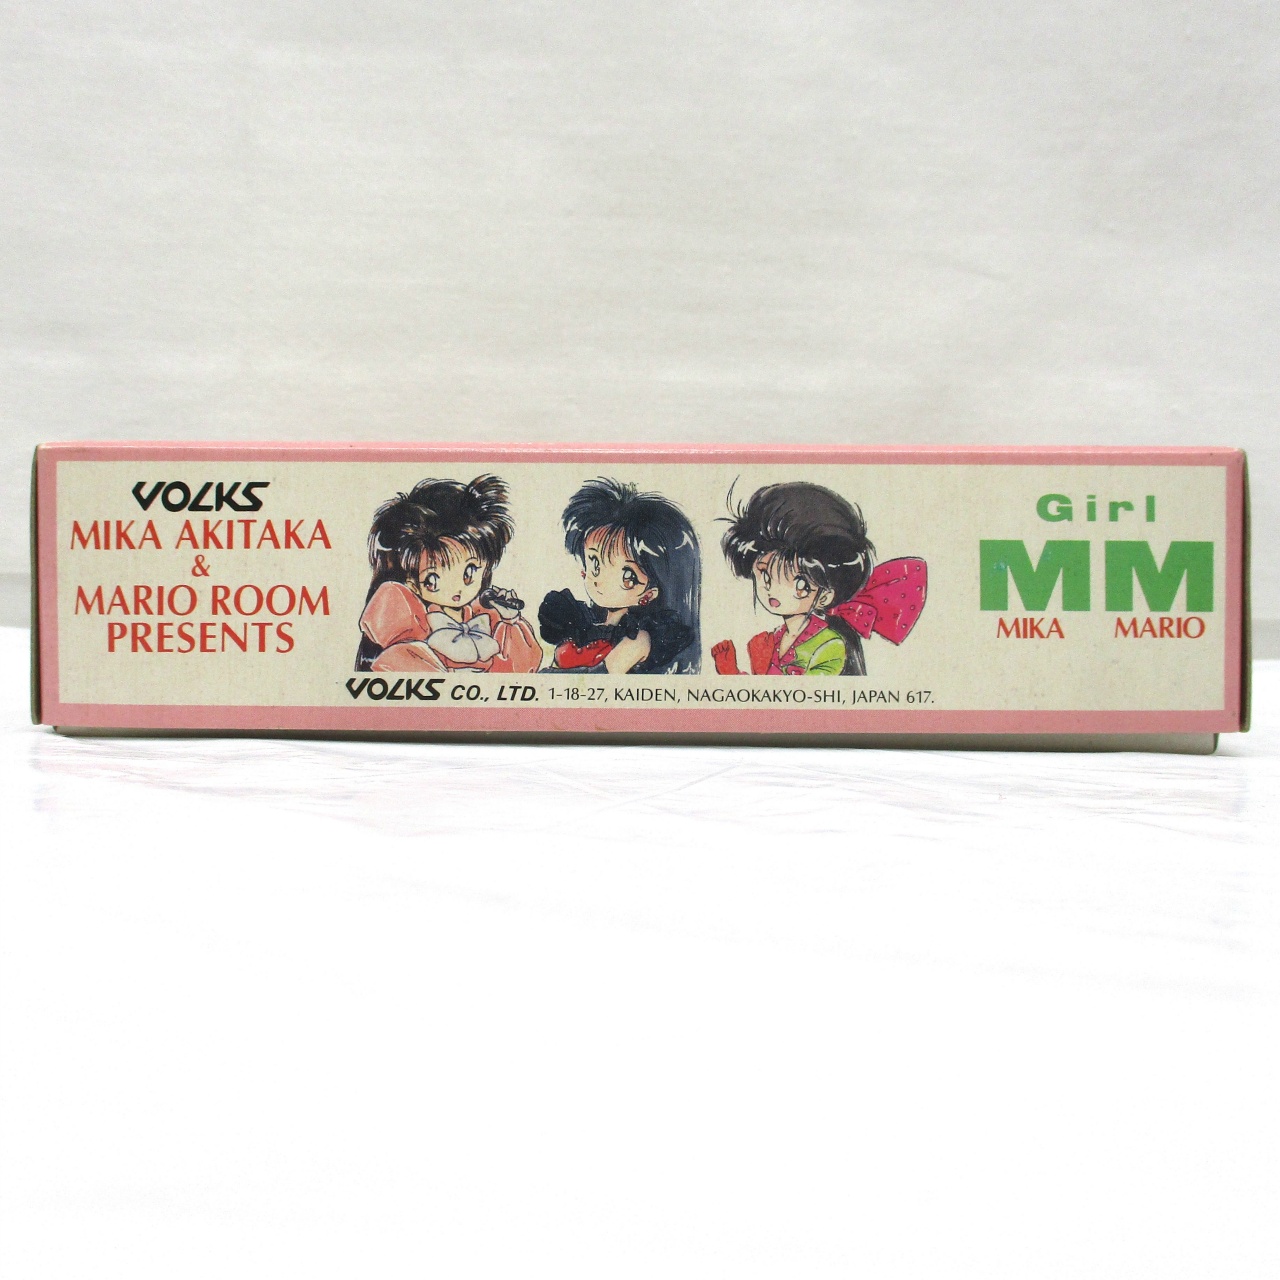 VOLKS
MIKA AKITAKA
&
MARIO ROOM
PRESENTS
VOLKS CO., LTD. 1-18-27, KAIDEN, NAGAOKAKYO-SHI, JAPAN 617.
Girl
MM
MIKA MARIO